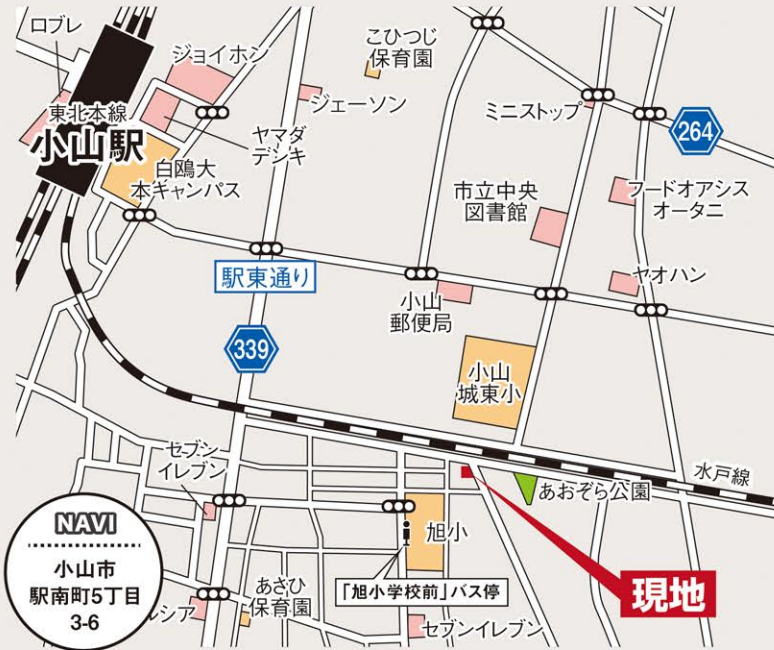 ロブレ
東北本線
小山駅
ジョイホン
ヤマダ
デンキ
白鴎大
本キャンパス
こひつじ
保育園
ジェーソン
ミニストップ
264
市立中央
図書館
フードオアシス
オータニ
ヤオハン
駅東通り
小山
郵便局
339
小山
城東小
セブン
イレブン
水戸線
あおぞら公園
旭小
「旭小学校前」バス停
現地
あさひ
保育園
セブンイレブン
ルシア
NAVI
小山市
駅南町5丁目
3-6